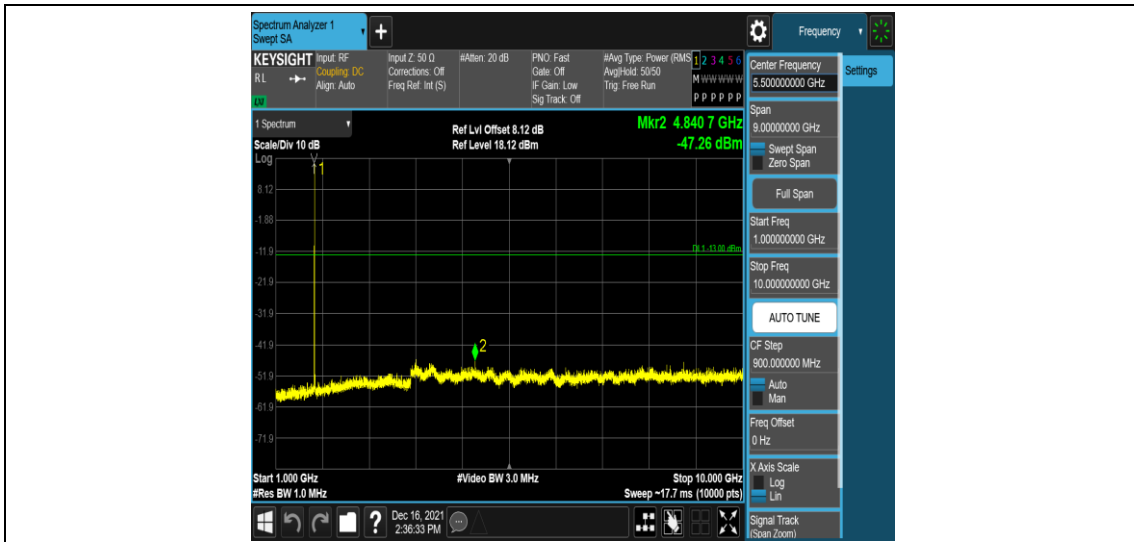 Spectrum Analyzer 1
Swept SA
Frequency
KEYSIGHT
RL
LXI
Input: RF
Coupling: DC
Align: Auto
Input Z: 50 Ω
Corrections: Off
Freq Ref: Int (S)
#Atten: 20 dB
PNO: Fast
Gate: Off
IF Gain: Low
Sig Track: Off
#Avg Type: Power (RMS
Avg|Hold: 50/50
Trig: Free Run
1 2 3 4 5 6
M W W W W W
P P P P P P
1 Spectrum
Scale/Div 10 dB
Log
Ref Lvl Offset 8.12 dB
Ref Level 18.12 dBm
Mkr2 4.840 7 GHz
-47.26 dBm
1
8.12
-1.88
-11.9
DL1 -13.00 dBm
-21.9
-31.9
-41.9
2
-51.9
-61.9
-71.9
Start 1.000 GHz
#Res BW 1.0 MHz
#Video BW 3.0 MHz
Stop 10.000 GHz
Sweep ~17.7 ms (10000 pts)
Dec 16, 2021
2:36:33 PM
Center Frequency
5.500000000 GHz
Settings
Span
9.00000000 GHz
Swept Span
Zero Span
Full Span
Start Freq
1.000000000 GHz
Stop Freq
10.000000000 GHz
AUTO TUNE
CF Step
900.000000 MHz
Auto
Man
Freq Offset
0 Hz
X Axis Scale
Log
Lin
Signal Track
(Span Zoom)